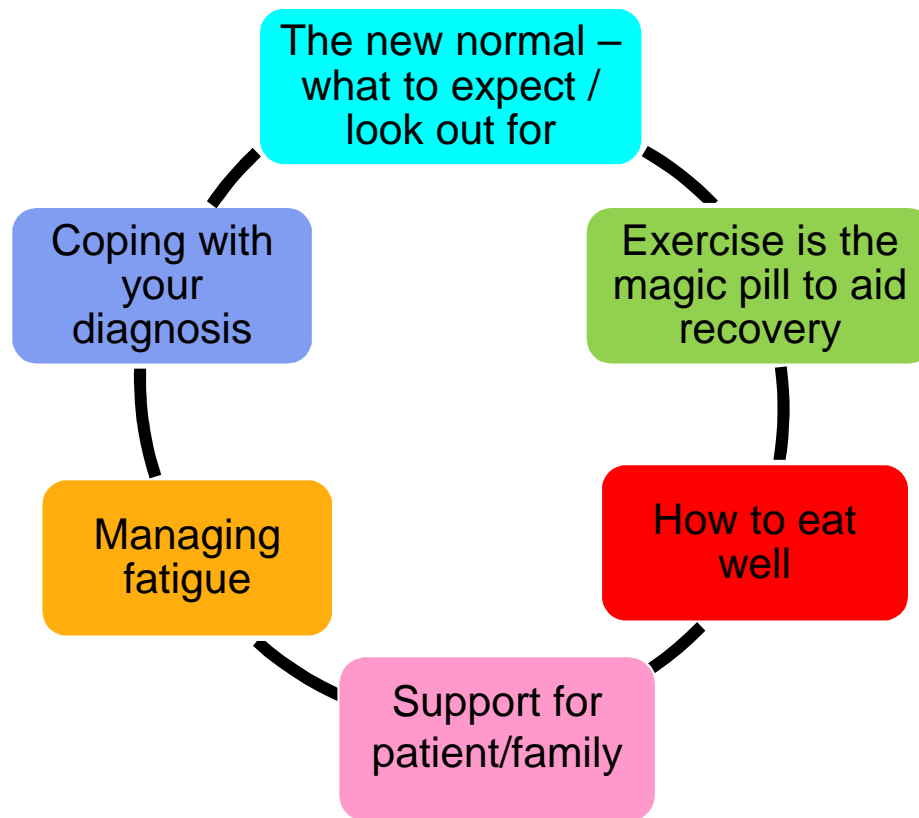 The new normal –
what to expect /
look out for
Exercise is the
magic pill to aid
recovery
How to eat
well
Support for
patient/family
Managing
fatigue
Coping with
your
diagnosis